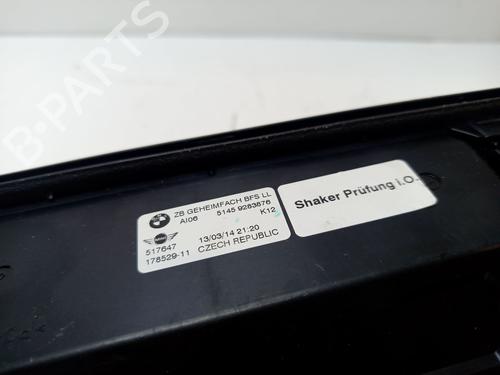 B-PARTS
ZB GEHEIMFACH BFS LL
AI06 5145 9283876
K12
517647 13/03/14 21:20
178529-11 CZECH REPUBLIC
Shaker Prüfung i.O.